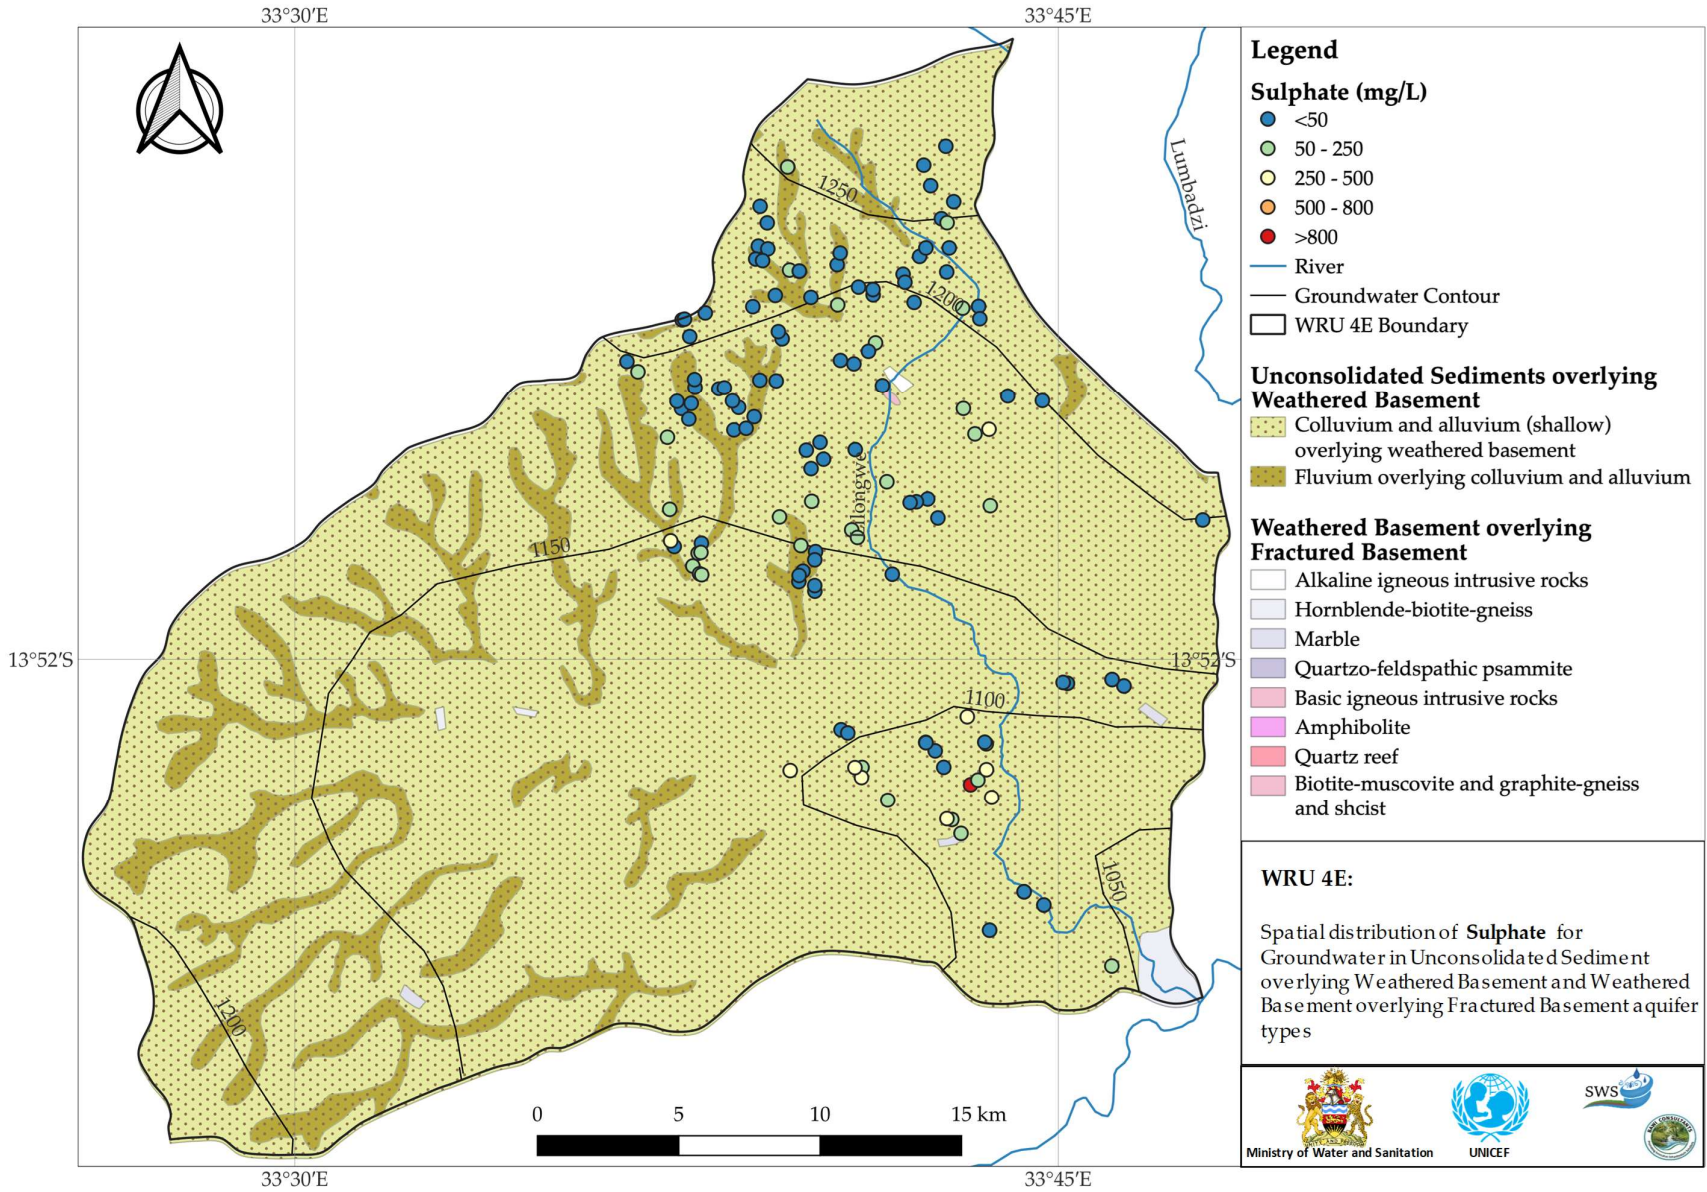 33°30′E
33°45′E
Lumbadzi
1250
1200
Lilongwe
1150
13°52′S
13°52′S
1100
1050
1200
0
5
10
15 km
33°30′E
33°45′E
Legend
Sulphate (mg/L)
<50
50 - 250
250 - 500
500 - 800
>800
River
Groundwater Contour
WRU 4E Boundary
Unconsolidated Sediments overlying
Weathered Basement
Colluvium and alluvium (shallow)
overlying weathered basement
Fluvium overlying colluvium and alluvium
Weathered Basement overlying
Fractured Basement
Alkaline igneous intrusive rocks
Hornblende-biotite-gneiss
Marble
Quartzo-feldspathic psammite
Basic igneous intrusive rocks
Amphibolite
Quartz reef
Biotite-muscovite and graphite-gneiss
and shcist
WRU 4E:
Spatial distribution of Sulphate for
Groundwater in Unconsolidated Sediment
overlying Weathered Basement and Weathered
Basement overlying Fractured Basement aquifer
types
Ministry of Water and Sanitation
UNICEF
SWS